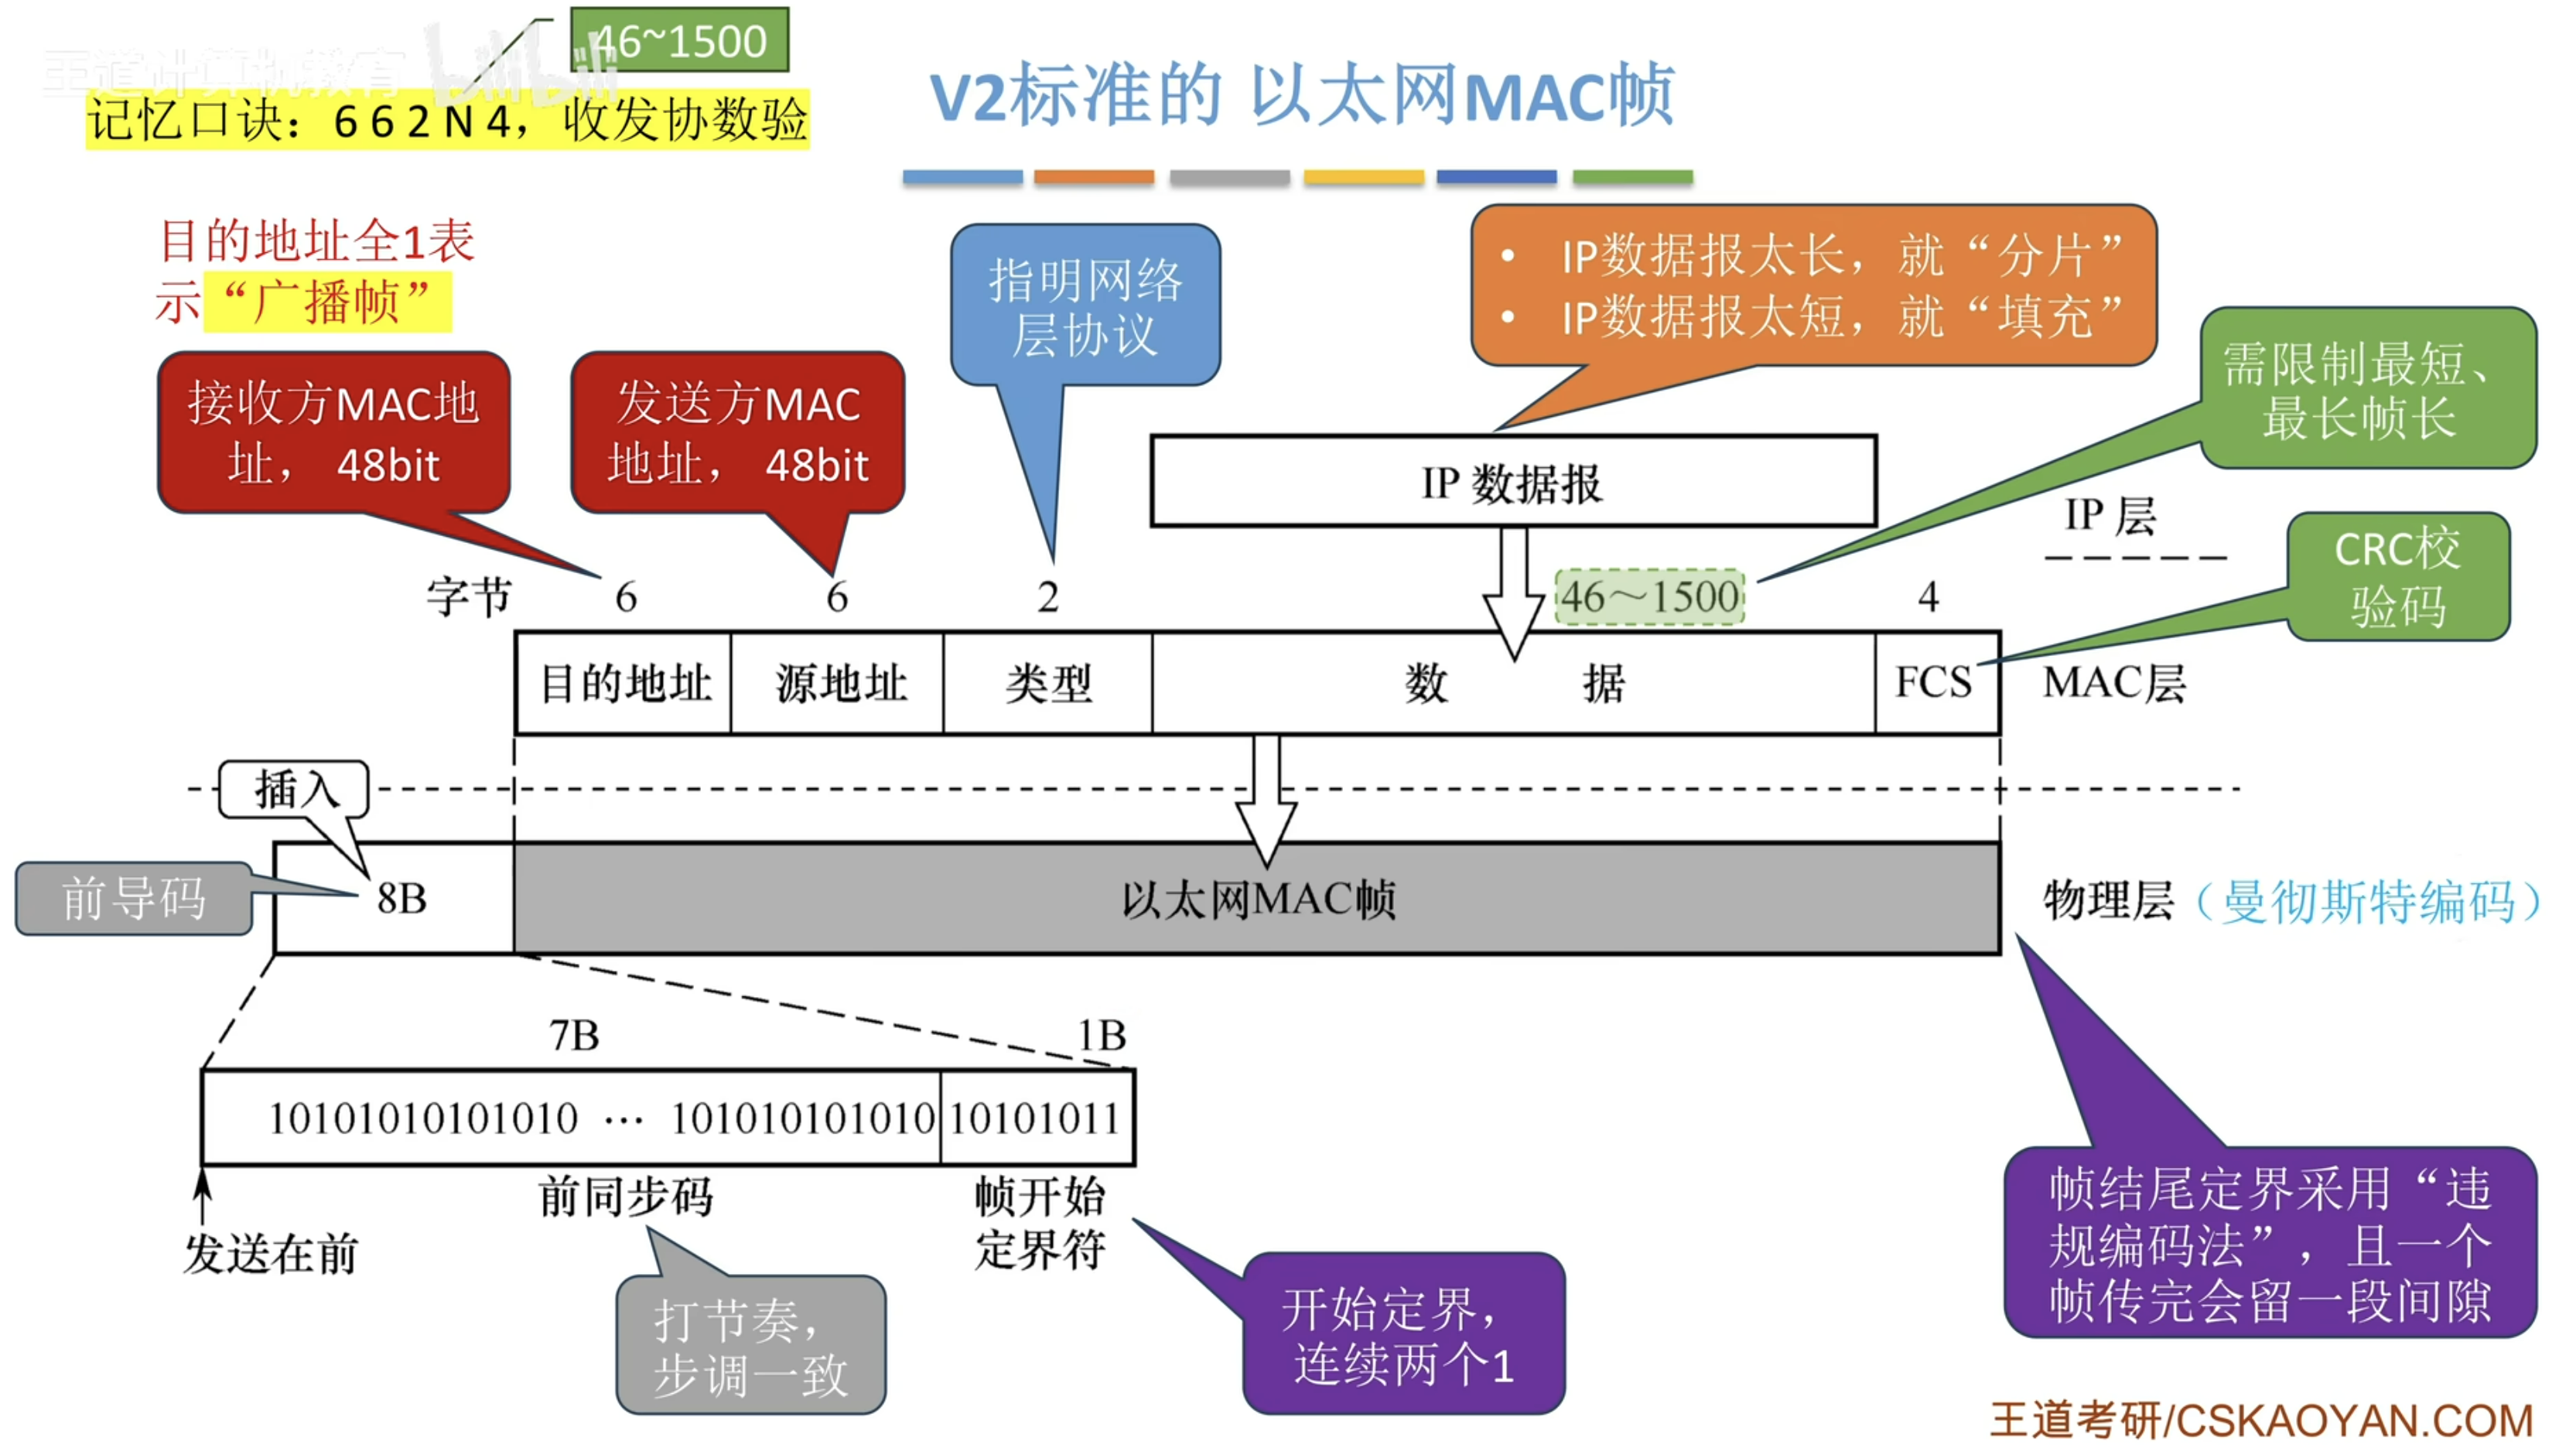 王道计算机教育 bilibili
46~1500
记忆口诀：6 6 2 N 4，收发协数验
V2标准的 以太网MAC帧
目的地址全1表
示“广播帧”
接收方MAC地
址， 48bit
发送方MAC
地址， 48bit
指明网络
层协议
• IP数据报太长，就“分片”
• IP数据报太短，就“填充”
需限制最短、
最长帧长
IP 数据报
IP 层
CRC校
验码
字节 6 6 2 46～1500 4
目的地址 源地址 类型 数 据 FCS MAC层
插入
前导码
8B
以太网MAC帧
物理层（曼彻斯特编码）
7B 1B
10101010101010 … 101010101010 10101011
前同步码
帧开始
定界符
发送在前
打节奏，
步调一致
开始定界，
连续两个1
帧结尾定界采用“违
规编码法”，且一个
帧传完会留一段间隙
王道考研/CSKAOYAN.COM